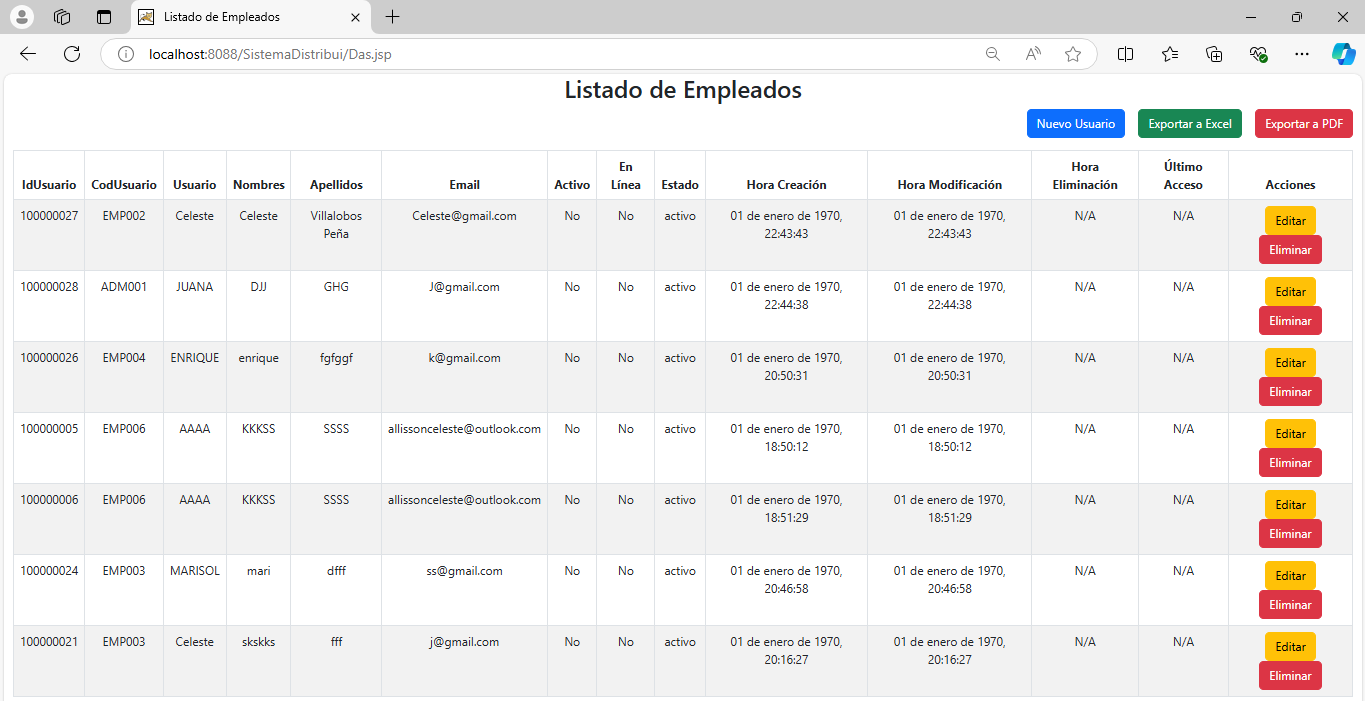 Listado de Empleados
localhost:8088/SistemaDistribui/Das.jsp
Listado de Empleados
Nuevo Usuario Exportar a Excel Exportar a PDF
IdUsuario CodUsuario Usuario Nombres Apellidos Email Activo En Línea Estado Hora Creación Hora Modificación Hora Eliminación Último Acceso Acciones
100000027 EMP002 Celeste Celeste Villalobos Peña Celeste@gmail.com No No activo 01 de enero de 1970, 22:43:43 01 de enero de 1970, 22:43:43 N/A N/A Editar Eliminar
100000028 ADM001 JUANA DJJ GHG J@gmail.com No No activo 01 de enero de 1970, 22:44:38 01 de enero de 1970, 22:44:38 N/A N/A Editar Eliminar
100000026 EMP004 ENRIQUE enrique fgfggf k@gmail.com No No activo 01 de enero de 1970, 20:50:31 01 de enero de 1970, 20:50:31 N/A N/A Editar Eliminar
100000005 EMP006 AAAA KKKSS SSSS allissonceleste@outlook.com No No activo 01 de enero de 1970, 18:50:12 01 de enero de 1970, 18:50:12 N/A N/A Editar Eliminar
100000006 EMP006 AAAA KKKSS SSSS allissonceleste@outlook.com No No activo 01 de enero de 1970, 18:51:29 01 de enero de 1970, 18:51:29 N/A N/A Editar Eliminar
100000024 EMP003 MARISOL mari dfff ss@gmail.com No No activo 01 de enero de 1970, 20:46:58 01 de enero de 1970, 20:46:58 N/A N/A Editar Eliminar
100000021 EMP003 Celeste skskks fff j@gmail.com No No activo 01 de enero de 1970, 20:16:27 01 de enero de 1970, 20:16:27 N/A N/A Editar Eliminar